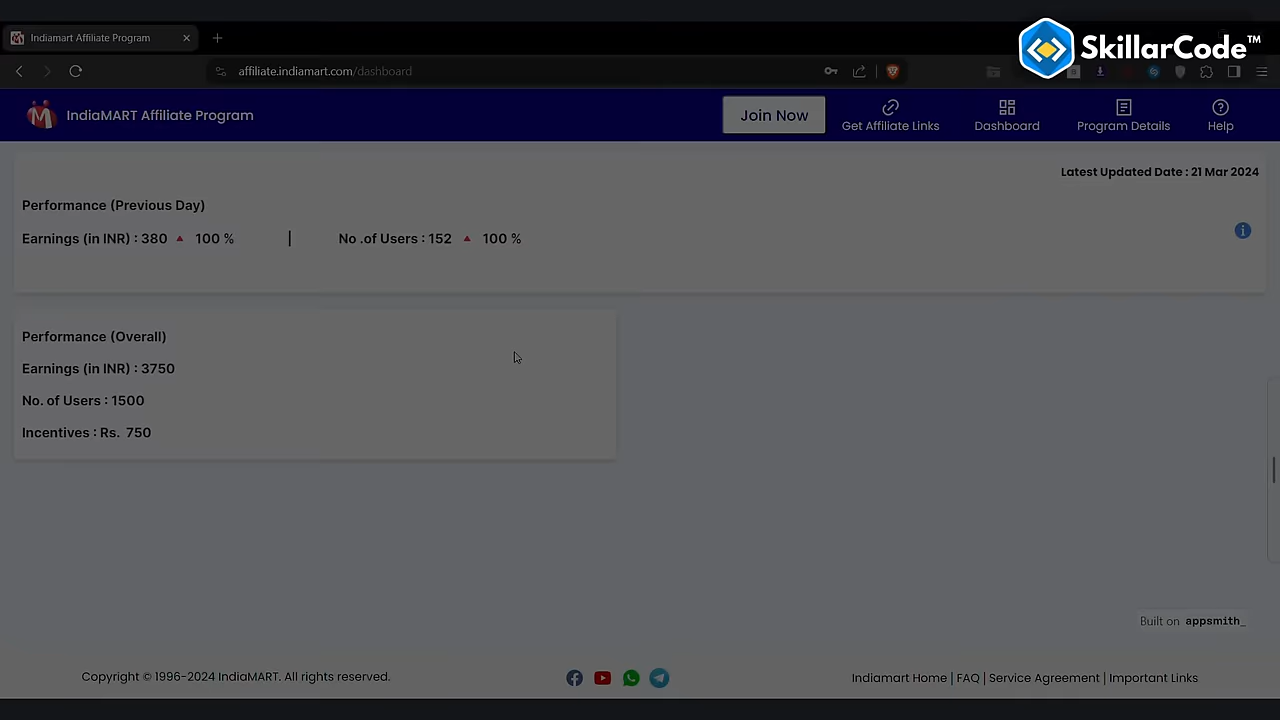 Indiamart Affiliate Program
SkillarCode™
affiliate.indiamart.com/dashboard
IndiaMART Affiliate Program
Join Now
Get Affiliate Links
Dashboard
Program Details
Help
Latest Updated Date : 21 Mar 2024
Performance (Previous Day)
Earnings (in INR) : 380 ▲ 100 % | No .of Users : 152 ▲ 100 %
Performance (Overall)
Earnings (in INR) : 3750
No. of Users : 1500
Incentives : Rs. 750
Built on appsmith_
Copyright © 1996-2024 IndiaMART. All rights reserved.
Indiamart Home | FAQ | Service Agreement | Important Links